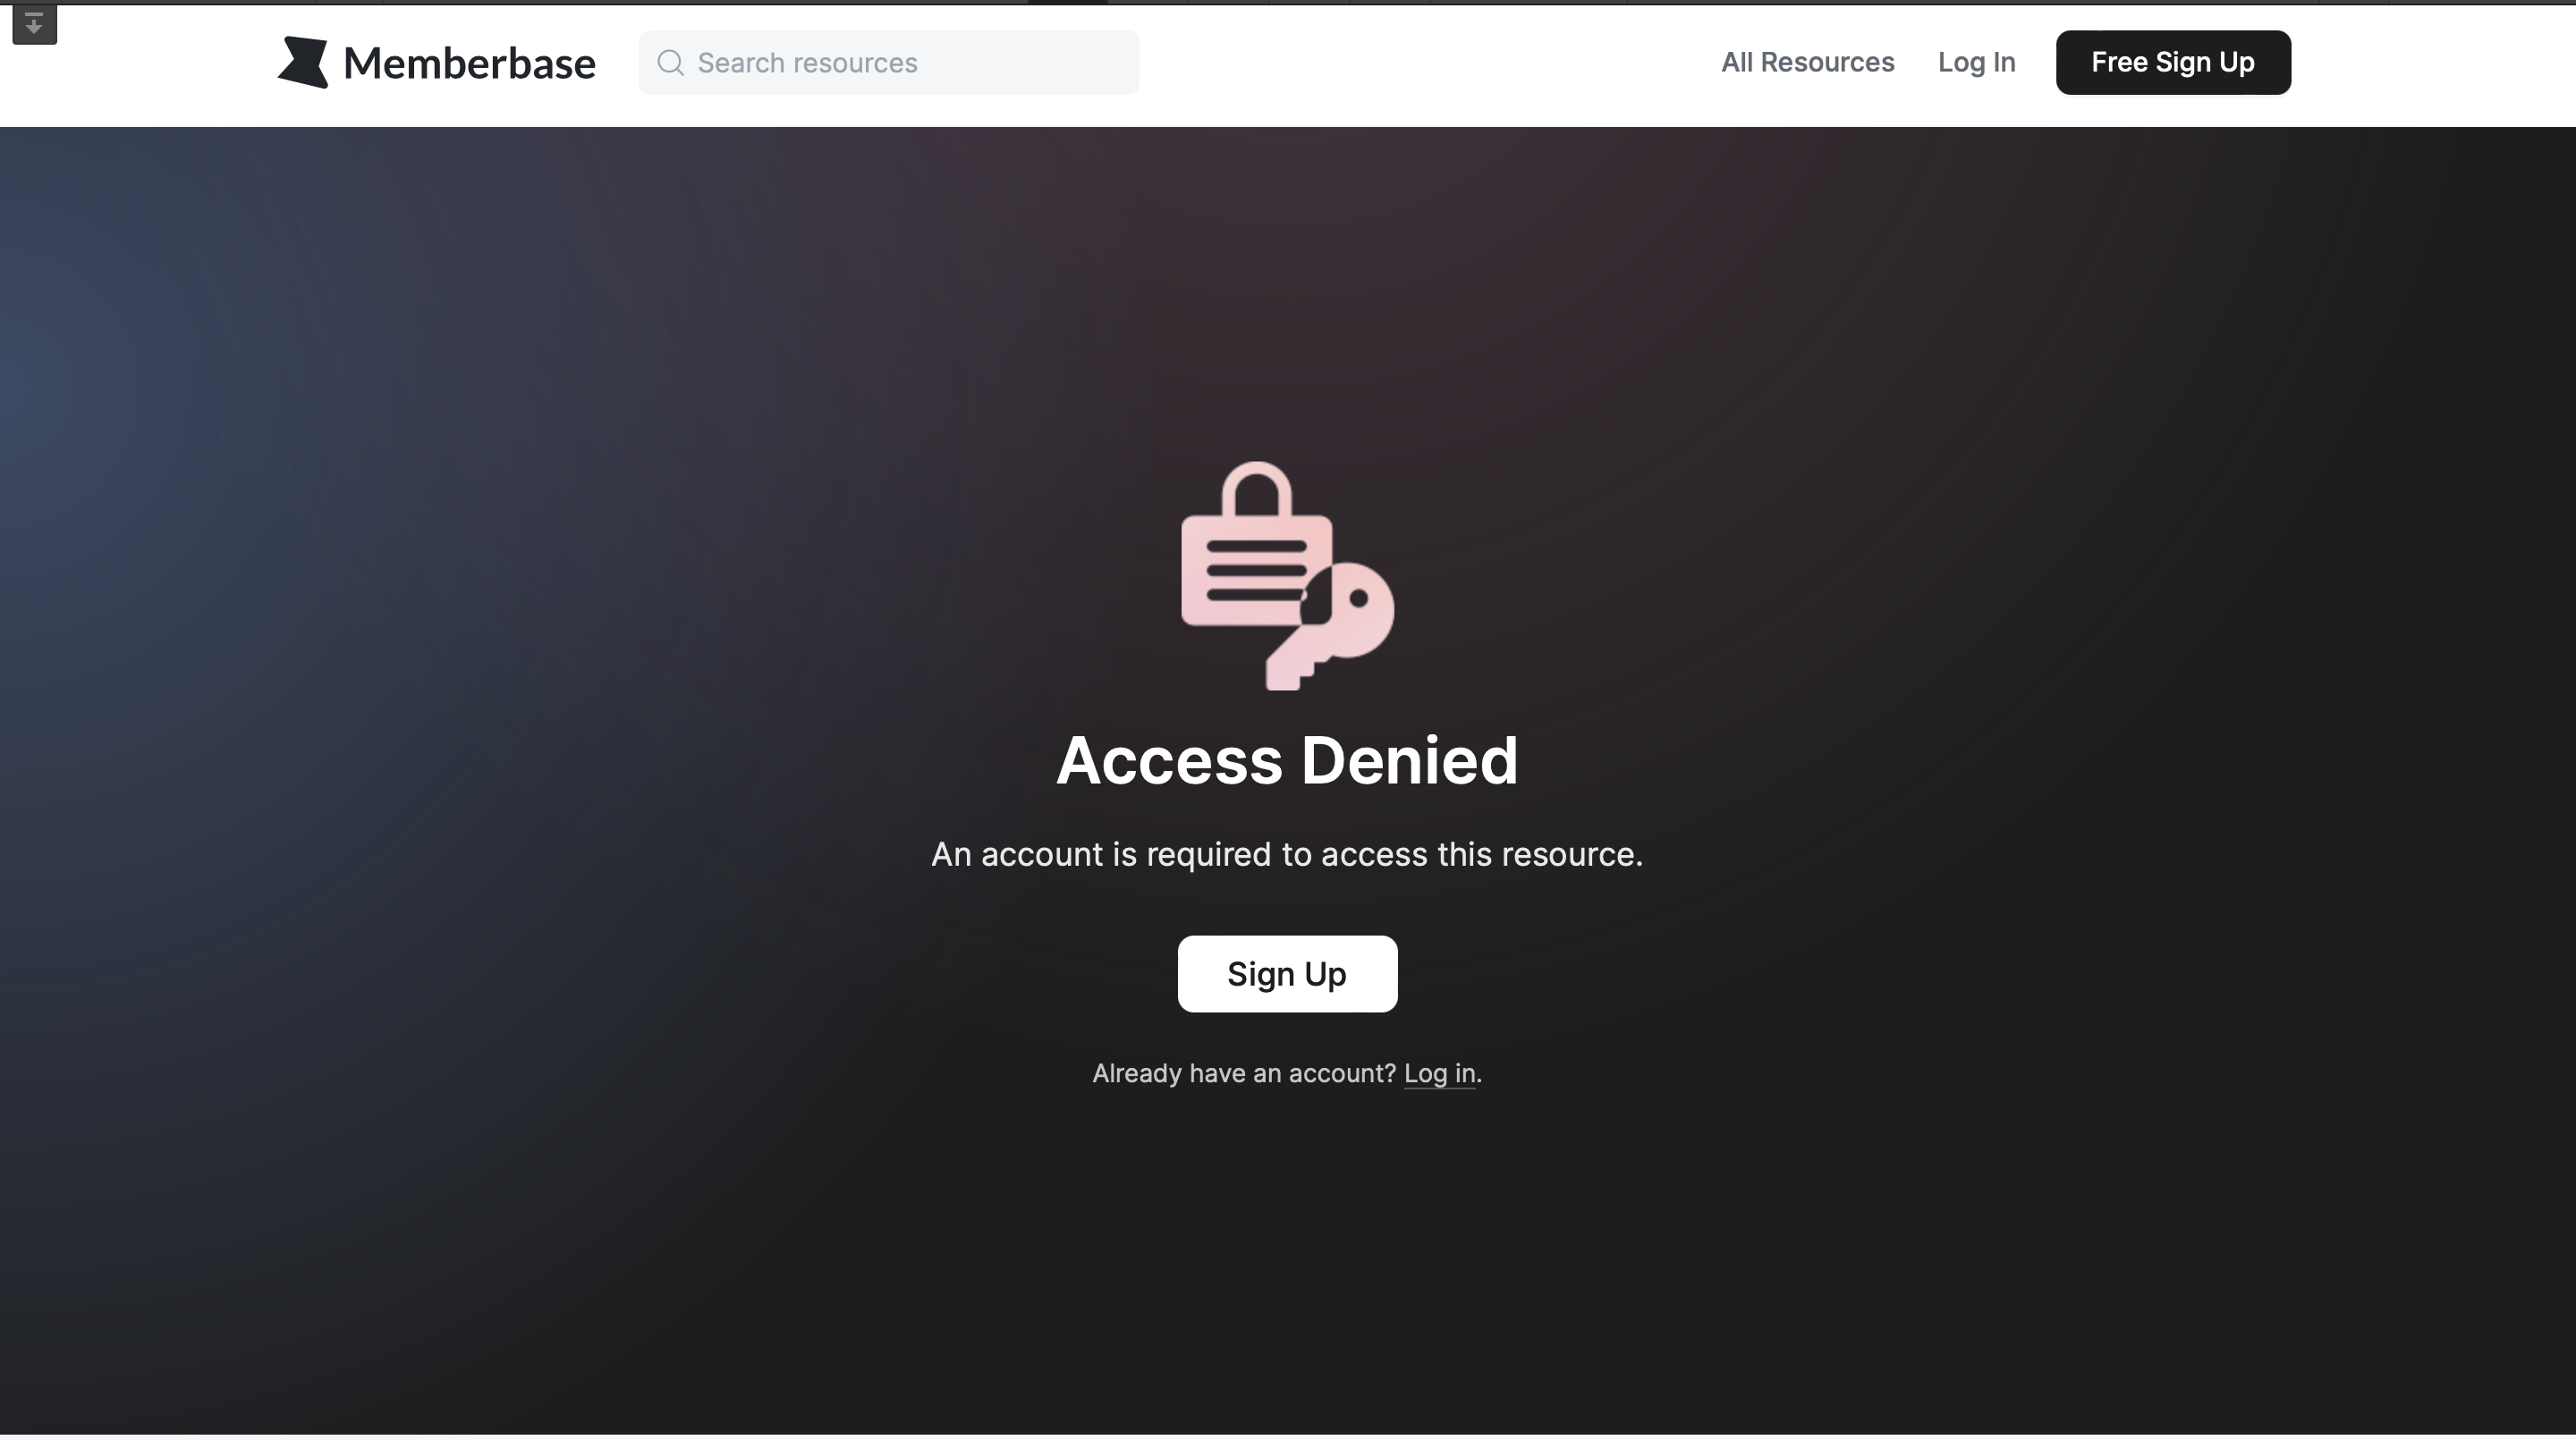 Memberbase
Search resources
All Resources
Log In
Free Sign Up
Access Denied
An account is required to access this resource.
Sign Up
Already have an account? Log in.